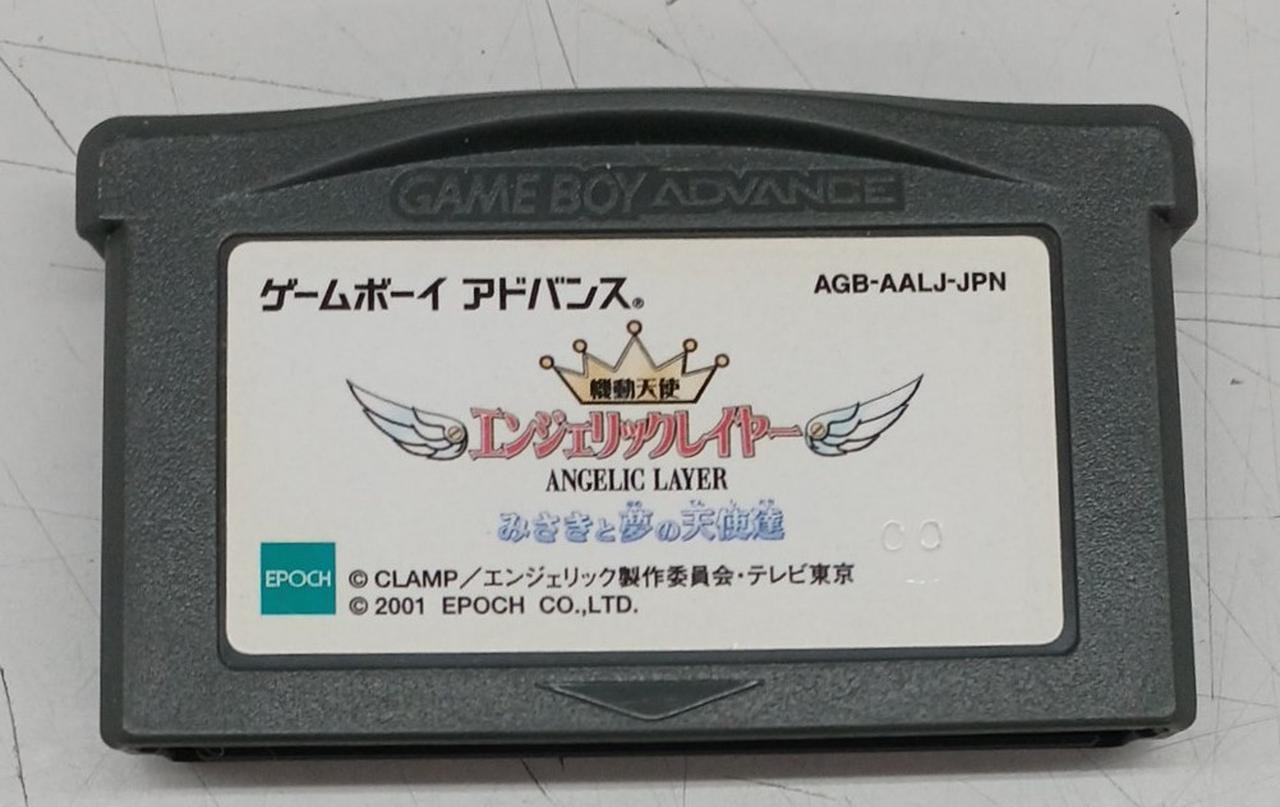 GAME BOY ADVANCE
ゲームボーイ アドバンス®
AGB-AALJ-JPN
機動天使
エンジェリックレイヤー
ANGELIC LAYER
みさきと夢の天使達
EPOCH
© CLAMP／エンジェリック製作委員会・テレビ東京
© 2001 EPOCH CO.,LTD.